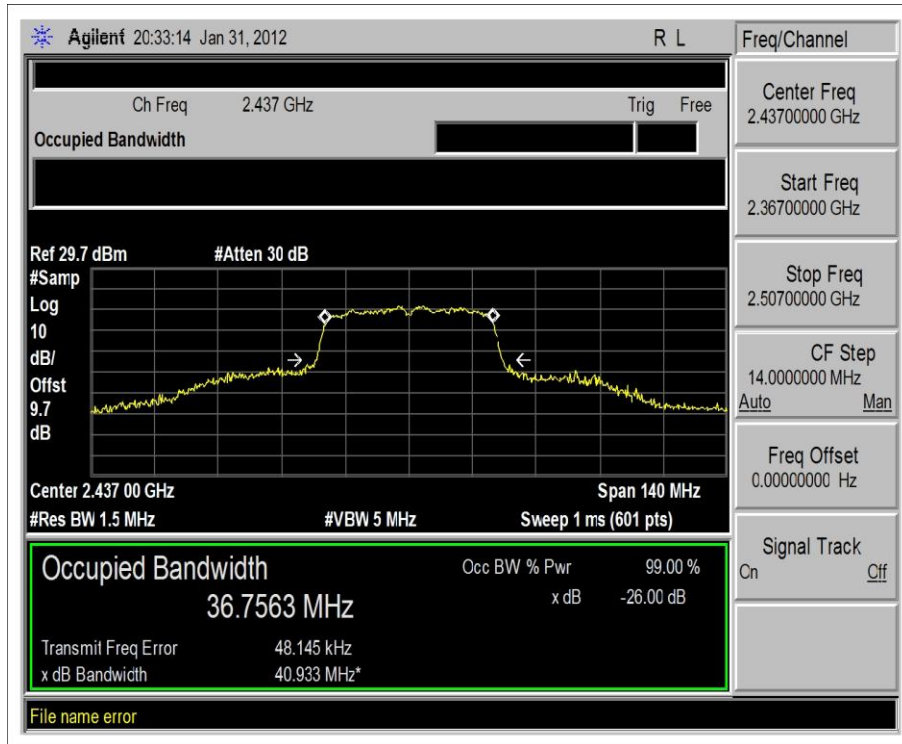 Agilent 20:33:14 Jan 31, 2012 R L
Freq/Channel
Ch Freq 2.437 GHz Trig Free
Occupied Bandwidth
Center Freq
2.43700000 GHz
Start Freq
2.36700000 GHz
Stop Freq
2.50700000 GHz
CF Step
14.0000000 MHz
Auto Man
Freq Offset
0.00000000 Hz
Signal Track
On Off
Ref 29.7 dBm #Atten 30 dB
#Samp
Log
10
dB/
Offst
9.7
dB
Center 2.437 00 GHz Span 140 MHz
#Res BW 1.5 MHz #VBW 5 MHz Sweep 1 ms (601 pts)
Occupied Bandwidth
36.7563 MHz
Occ BW % Pwr 99.00 %
x dB -26.00 dB
Transmit Freq Error 48.145 kHz
x dB Bandwidth 40.933 MHz*
File name error